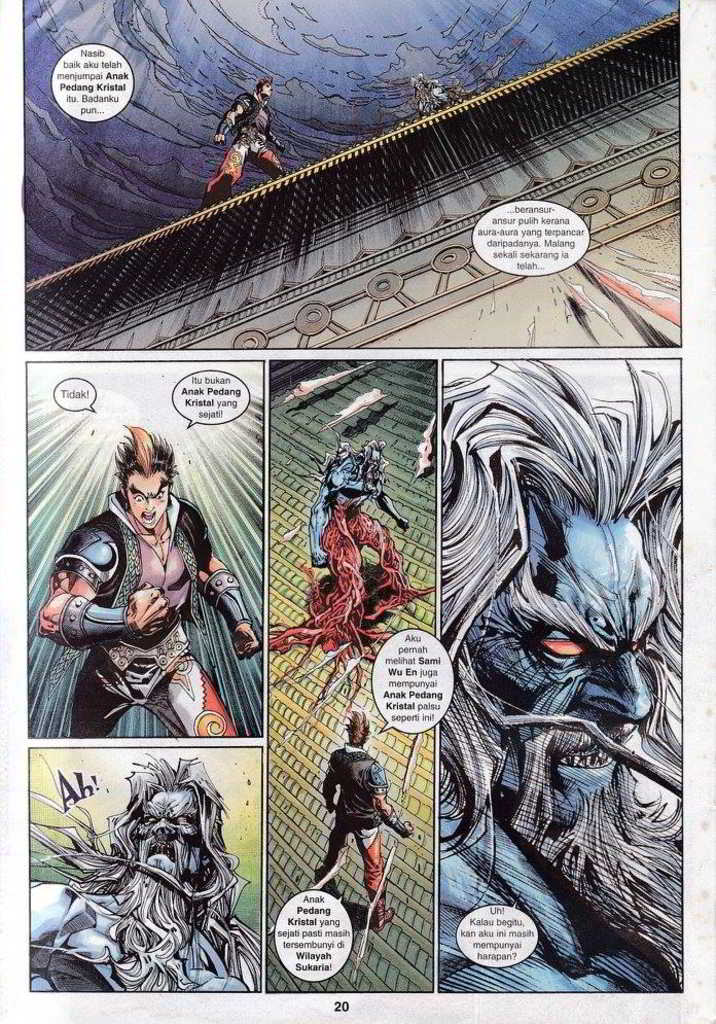 Nasib
baik aku telah
menjumpai Anak
Pedang Kristal
itu. Badanku
pun...
...beransur-
ansur pulih kerana
aura-aura yang terpancar
daripadanya. Malang
sekali sekarang ia
telah...
Tidak!
Itu bukan
Anak Pedang
Kristal yang
sejati!
Ah!
Aku
pernah
melihat Sami
Wu En juga
mempunyai
Anak Pedang
Kristal palsu
seperti ini!
Anak
Pedang
Kristal yang
sejati pasti masih
tersembunyi di
Wilayah
Sukaria!
Uh!
Kalau begitu,
kan aku ini masih
mempunyai
harapan?
20